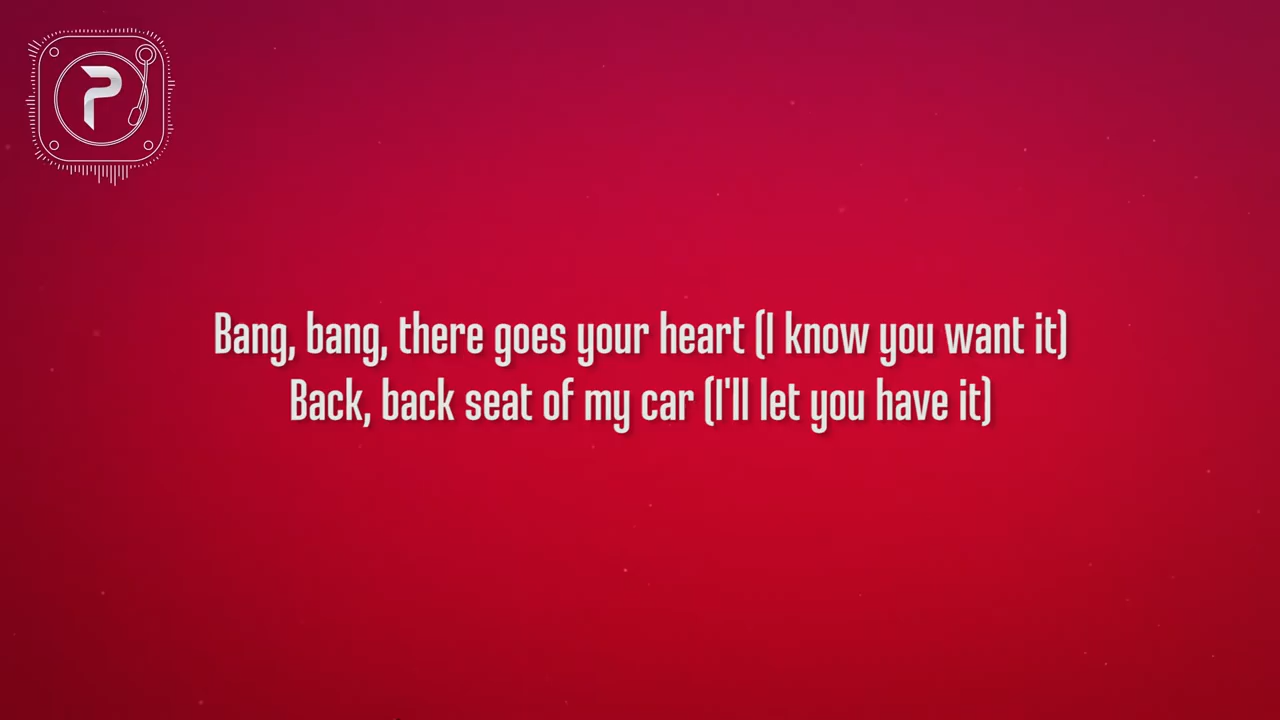 P
Bang, bang, there goes your heart (I know you want it)
Back, back seat of my car (I'll let you have it)